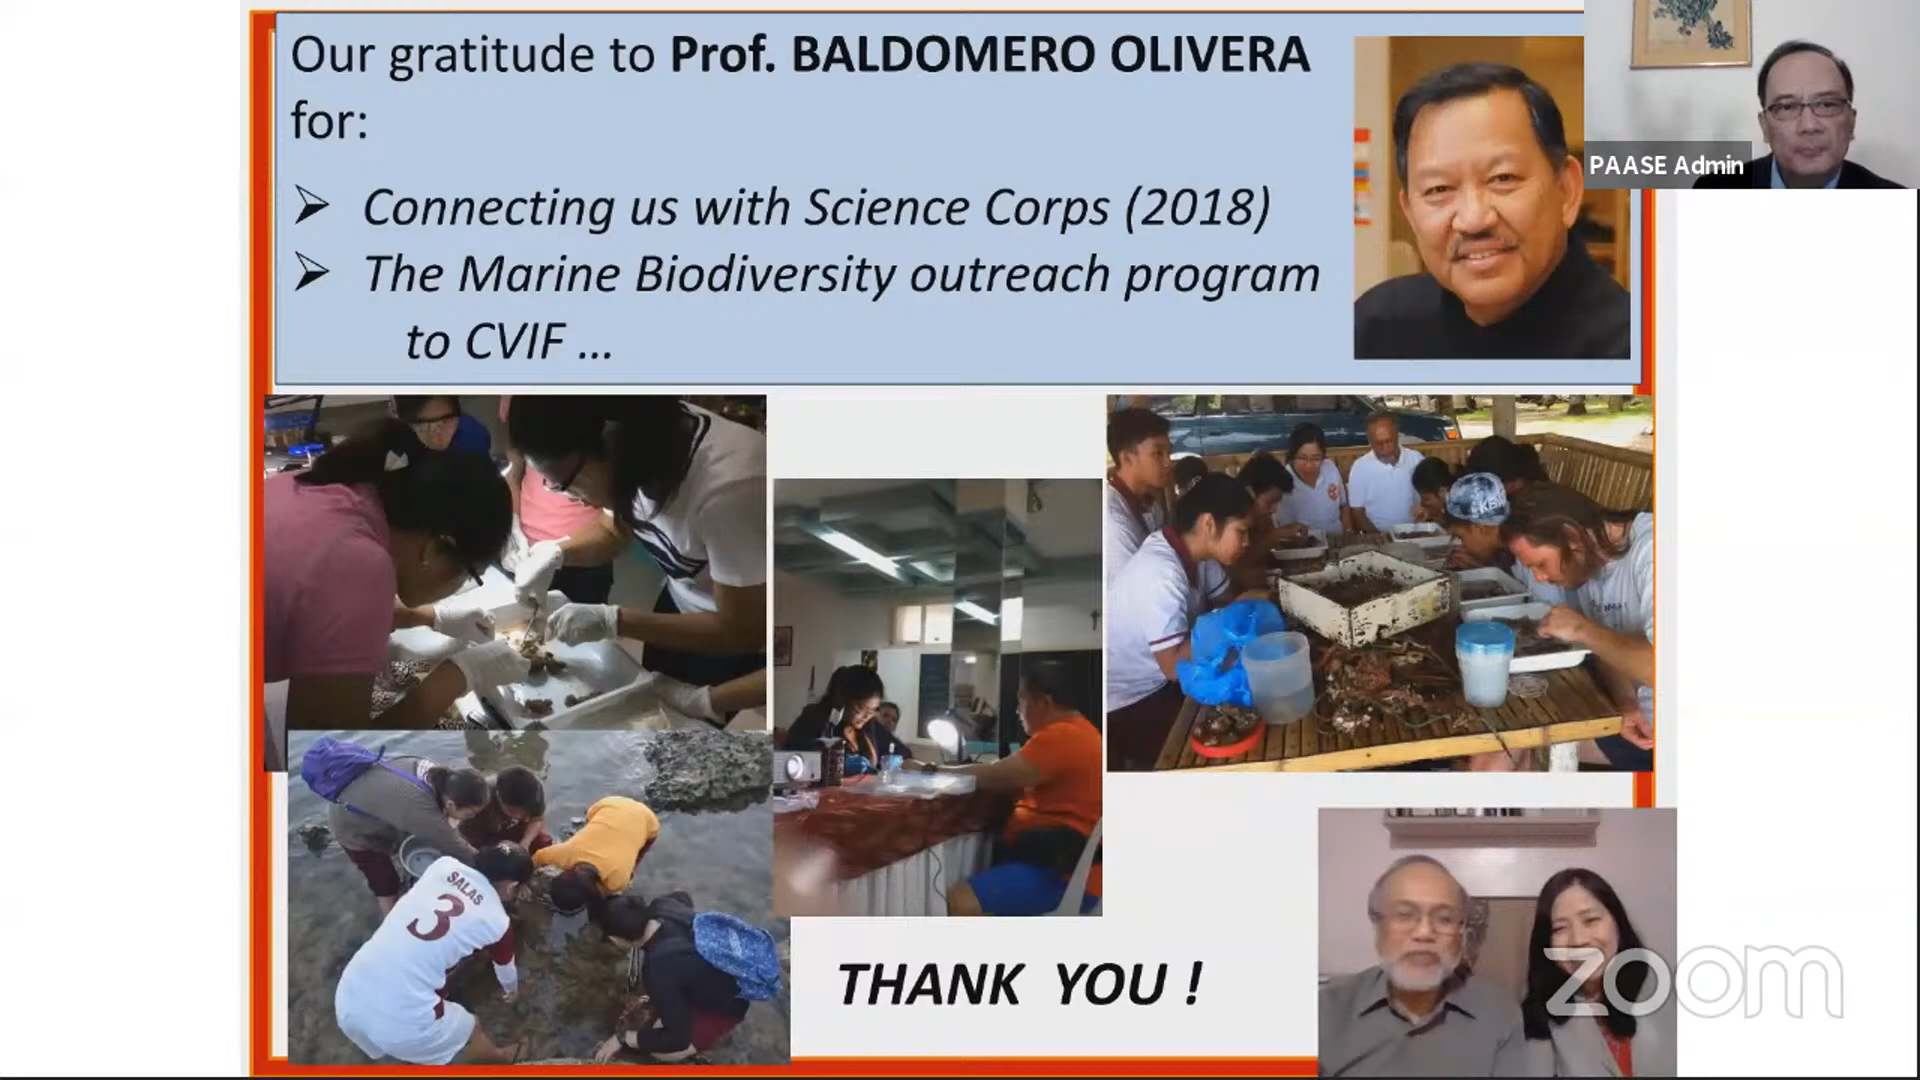 Our gratitude to Prof. BALDOMERO OLIVERA
for:
➢ Connecting us with Science Corps (2018)
➢ The Marine Biodiversity outreach program
to CVIF ...
PAASE Admin
SALAS
3
THANK YOU !
zoom